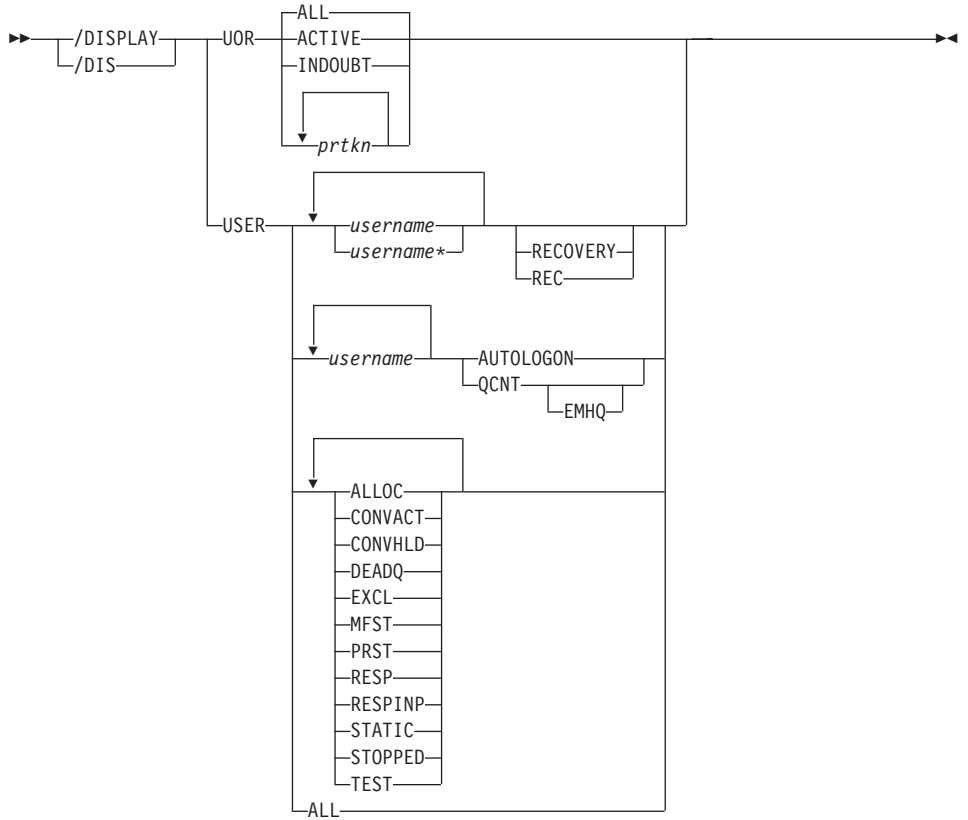 ALL
/DISPLAY UOR ACTIVE
/DIS INDOUBT
prtkn
USER username
username* RECOVERY
REC
username AUTOLOGON
QCNT
EMHQ
ALLOC
CONVACT
CONVHLD
DEADQ
EXCL
MFST
PRST
RESP
RESPINP
STATIC
STOPPED
TEST
ALL